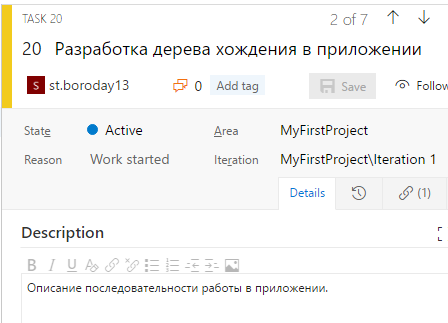 TASK 20
2 of 7
20 Разработка дерева хождения в приложении
S st.boroday13 0 Add tag Save Follow
State Active Area MyFirstProject
Reason Work started Iteration MyFirstProject\Iteration 1
Details (1)
Description
B I U
Описание последовательности работы в приложении.